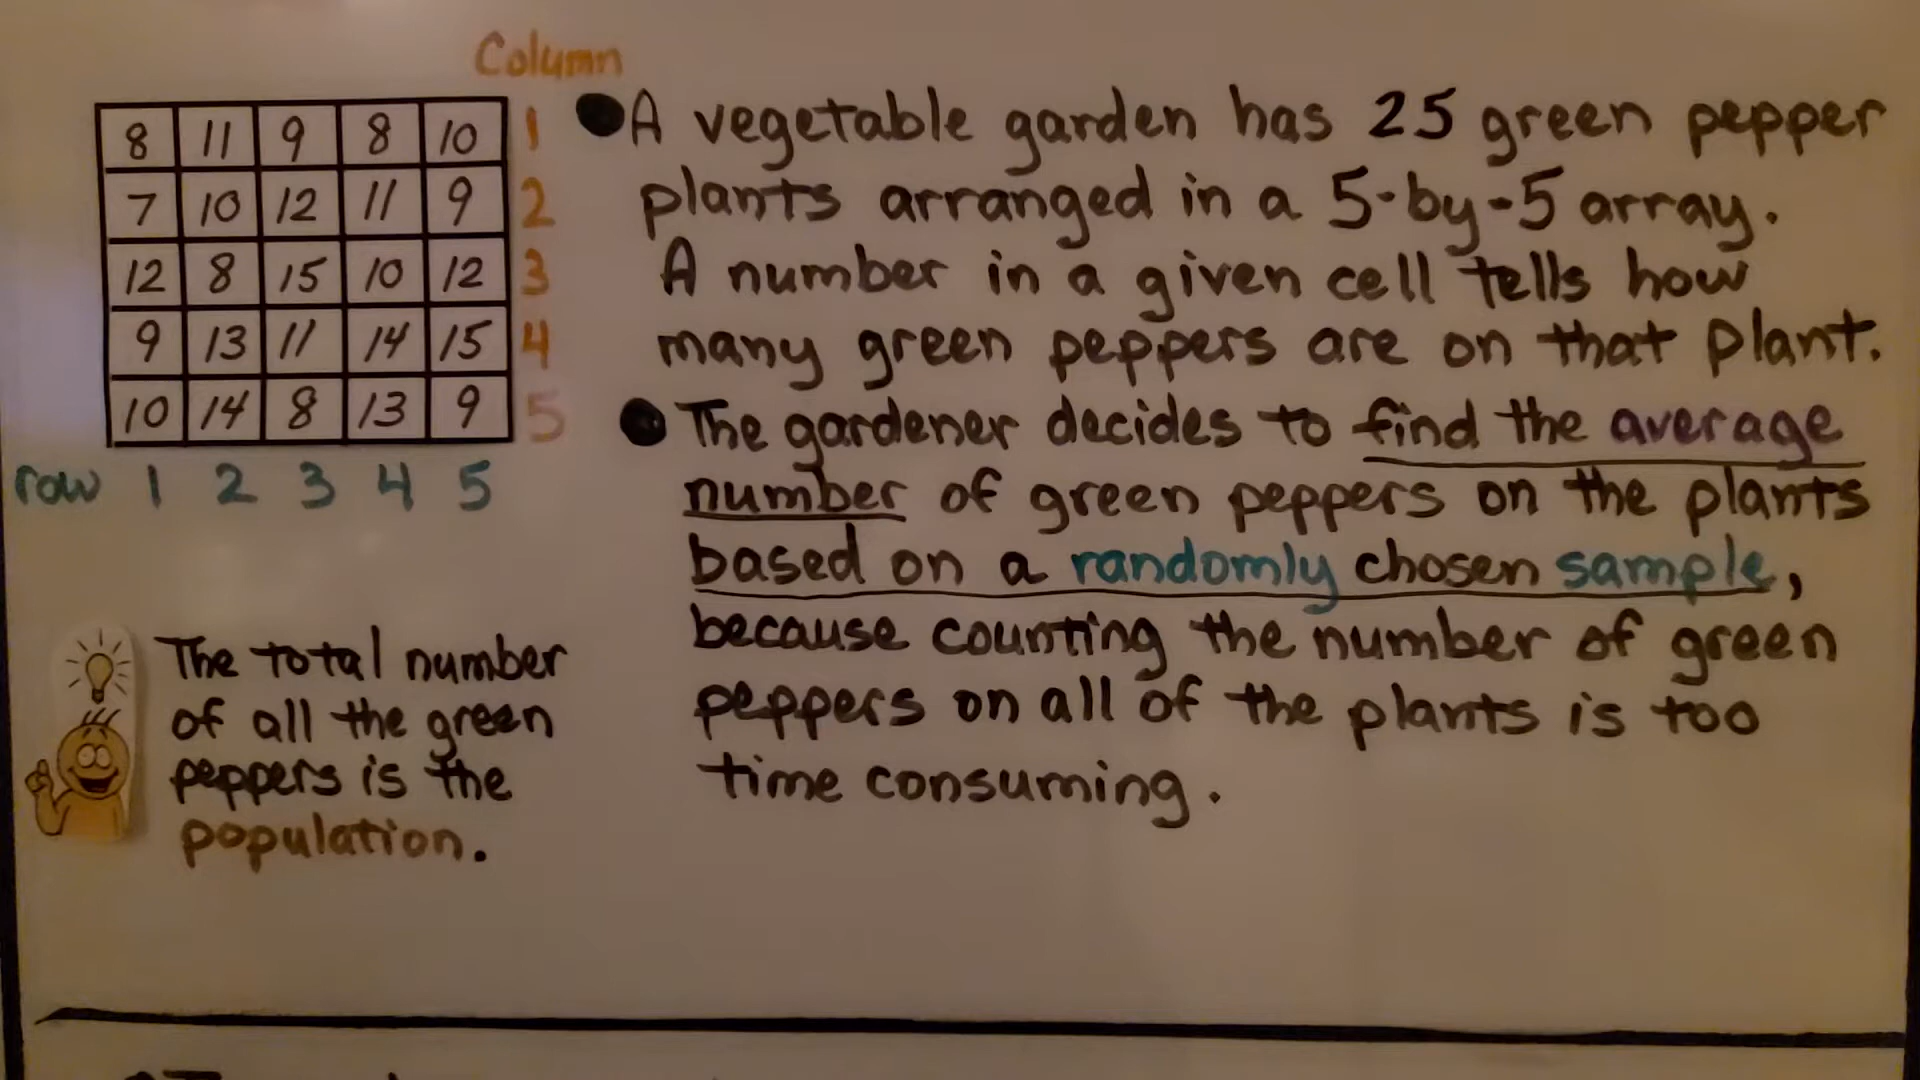 Column
8 11 9 8 10 1
7 10 12 11 9 2
12 8 15 10 12 3
9 13 11 14 15 4
10 14 8 13 9 5
row 1 2 3 4 5
The total number
of all the green
peppers is the
population.
A vegetable garden has 25 green pepper
plants arranged in a 5-by-5 array.
A number in a given cell tells how
many green peppers are on that plant.
The gardener decides to find the average
number of green peppers on the plants
based on a randomly chosen sample,
because counting the number of green
peppers on all of the plants is too
time consuming.